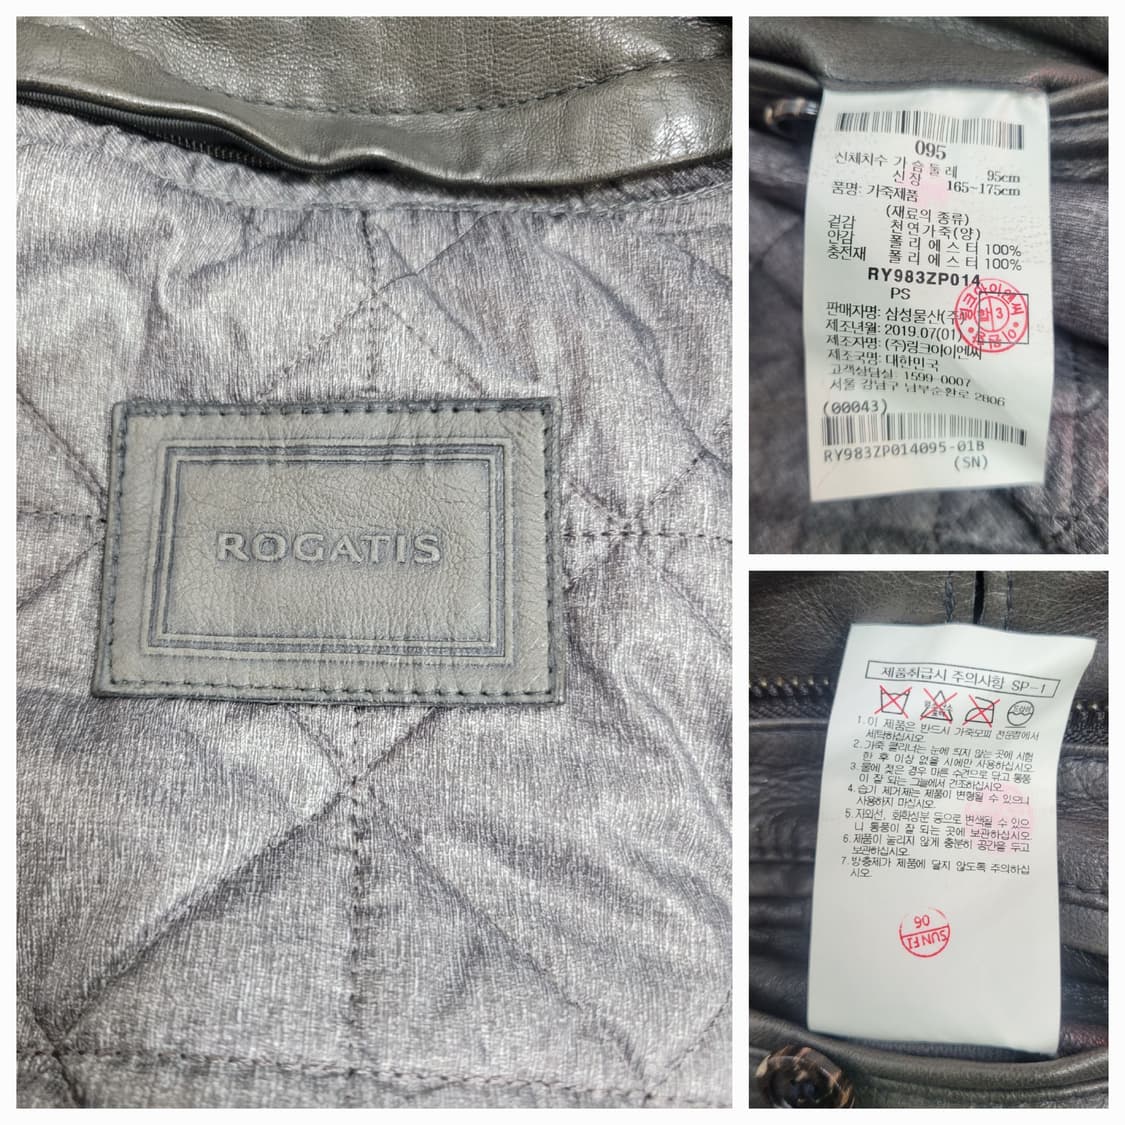 ROGATIS
095
신체치수 가슴둘레 95cm
신장 165~175cm
품명: 가죽제품
(재료의 종류)
겉감 천연가죽(양)
안감 폴리에스터 100%
충전재 폴리에스터 100%
RY983ZP014
PS
판매자명: 삼성물산(주)
제조년월: 2019.07(01)
제조자명: (주)링크아이엔씨
제조국명: 대한민국
고객상담실: 1599-0007
서울 강남구 남부순환로 2806
(00043)
RY983ZP014095-01B
(SN)
3
제품취급시 주의사항 SP-1
드라이
1. 이 제품은 반드시 가죽모피 전문점에서
세탁하십시오.
2. 가죽 클리너는 눈에 띄지 않는 곳에 시험
한 후 이상 없을 시에만 사용하십시오.
3. 물에 젖은 경우 마른 수건으로 닦고 통풍
이 잘 되는 그늘에서 건조하십시오.
4. 습기 제거제는 제품이 변형될 수 있으니
사용하지 마십시오.
5. 자외선, 화학성분 등으로 변색될 수 있으
니 통풍이 잘 되는 곳에 보관하십시오.
6. 제품이 눌리지 않게 충분히 공간을 두고
보관하십시오.
7. 방충제가 제품에 닿지 않도록 주의하십
시오.
SUNFI
06